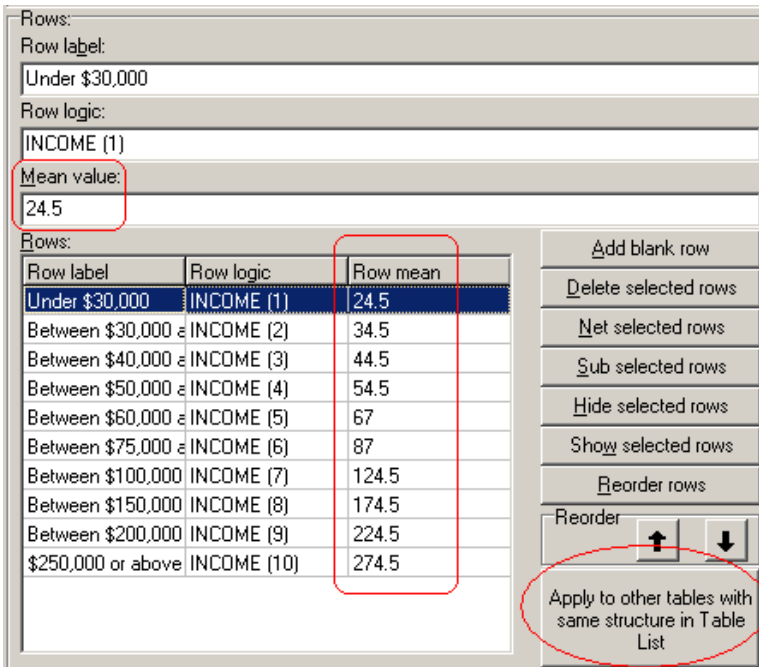 Rows:
Row label:
Under $30,000
Row logic:
INCOME (1)
Mean value:
24.5
Rows:
Row label Row logic Row mean
Under $30,000 INCOME (1) 24.5
Between $30,000 a INCOME (2) 34.5
Between $40,000 a INCOME (3) 44.5
Between $50,000 a INCOME (4) 54.5
Between $60,000 a INCOME (5) 67
Between $75,000 a INCOME (6) 87
Between $100,000 INCOME (7) 124.5
Between $150,000 INCOME (8) 174.5
Between $200,000 INCOME (9) 224.5
$250,000 or above INCOME (10) 274.5
Add blank row
Delete selected rows
Net selected rows
Sub selected rows
Hide selected rows
Show selected rows
Reorder rows
Reorder
Apply to other tables with
same structure in Table
List